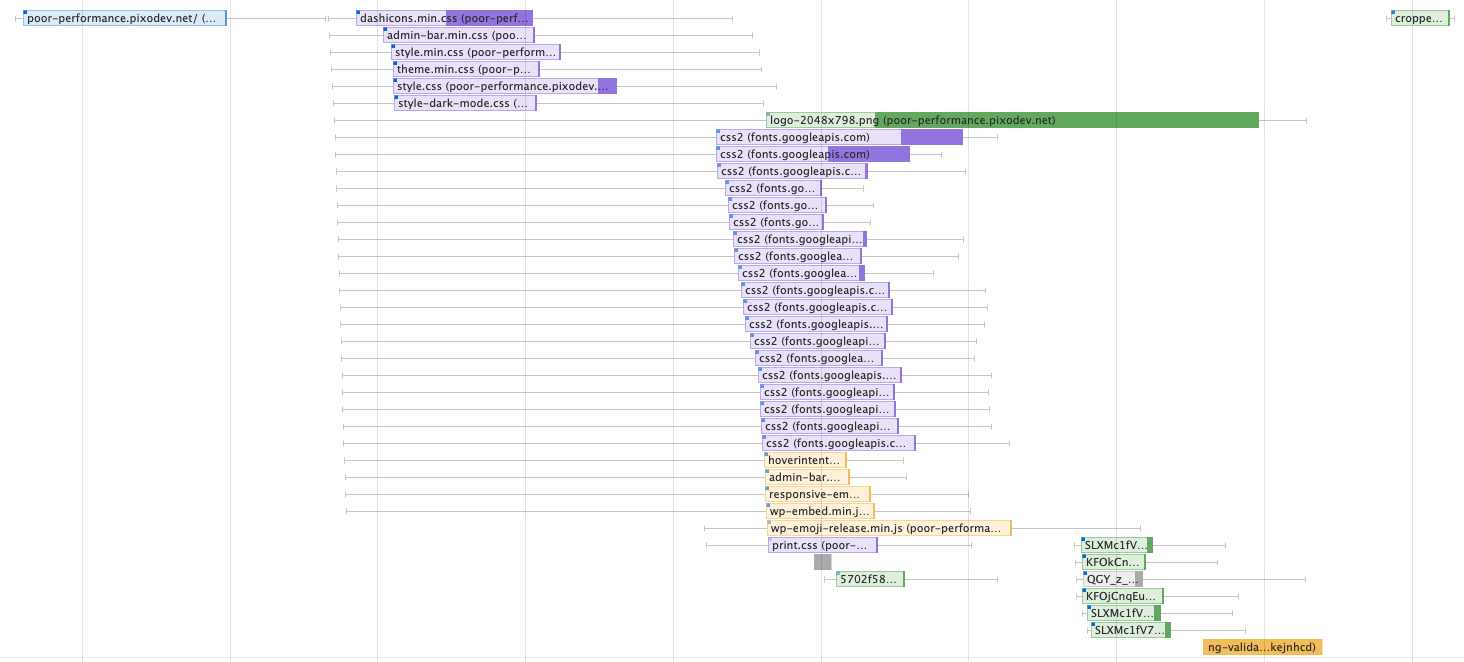 poor-performance.pixodev.net/ (...
dashicons.min.css (poor-perf...
croppe...
admin-bar.min.css (poo...
style.min.css (poor-perform...
theme.min.css (poor-p...
style.css (poor-performance.pixodev....
style-dark-mode.css (...
logo-2048x798.png (poor-performance.pixodev.net)
css2 (fonts.googleapis.com)
css2 (fonts.googleapis.com)
css2 (fonts.googleapis.c...
css2 (fonts.go...
css2 (fonts.go...
css2 (fonts.go...
css2 (fonts.googleapi...
css2 (fonts.googlea...
css2 (fonts.googlea...
css2 (fonts.googleapis.c...
css2 (fonts.googleapis.c...
css2 (fonts.googleapis....
css2 (fonts.googleapi...
css2 (fonts.googlea...
css2 (fonts.googleapis....
css2 (fonts.googleapi...
css2 (fonts.googleapi...
css2 (fonts.googleapi...
css2 (fonts.googleapis.c...
hoverintent...
admin-bar....
responsive-em...
wp-embed.min.j...
wp-emoji-release.min.js (poor-performa...
print.css (poor-...
SLXMc1fV...
KFOkCn...
5702f58...
QGY_z_...
KFOjCnqEu...
SLXMc1fV...
SLXMc1fV7...
ng-valida...kejnhcd)